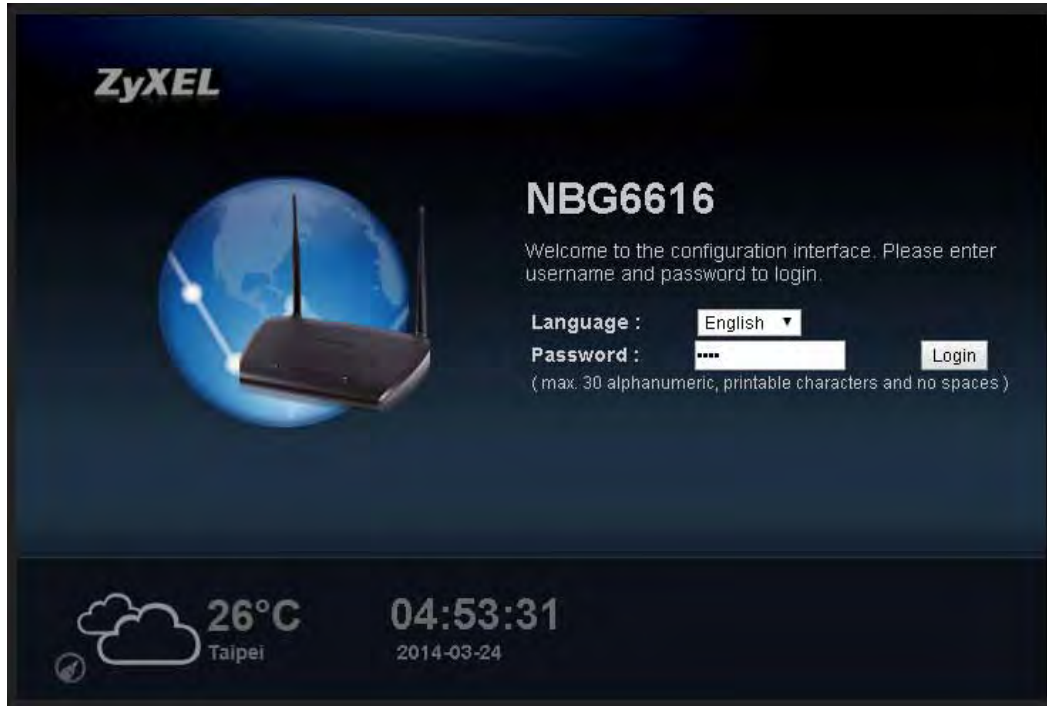 ZyXEL
NBG6616
Welcome to the configuration interface. Please enter
username and password to login.
Language : English
Password : •••• Login
( max. 30 alphanumeric, printable characters and no spaces )
26°C
Taipei
04:53:31
2014-03-24